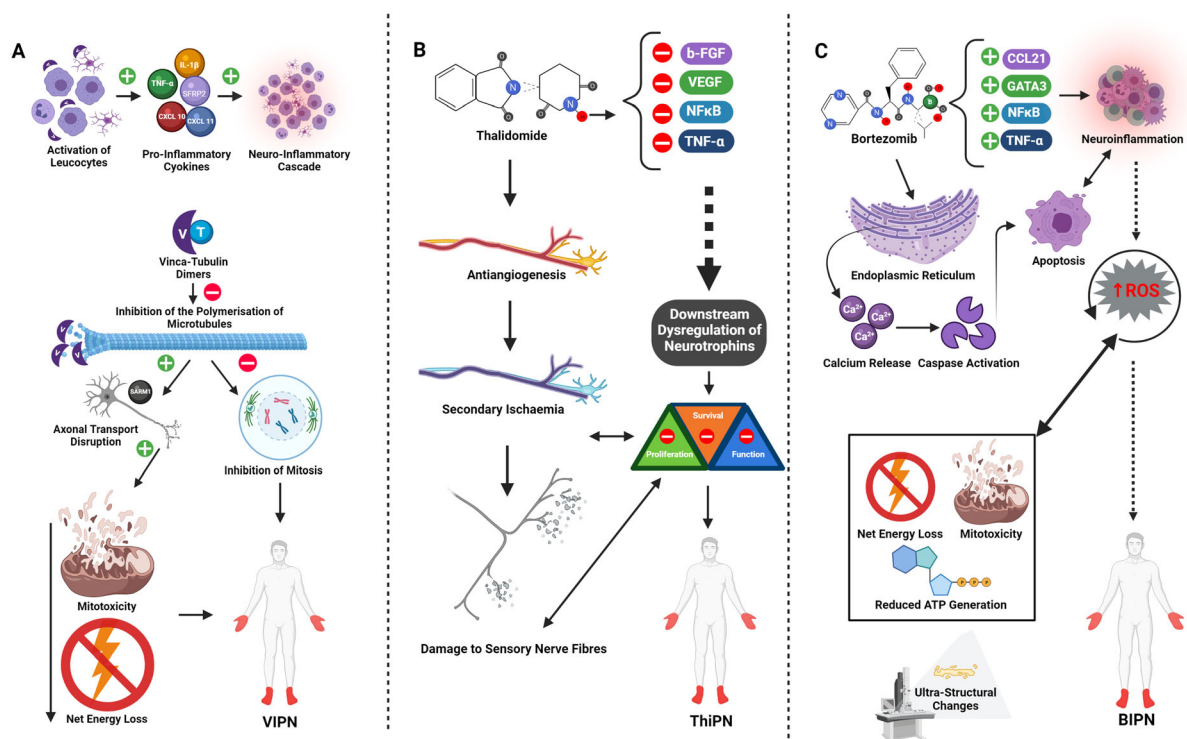 A
IL-1β
TNF-α
SFRP2
CXCL 10
CXCL 11
Activation of
Leucocytes
Pro-Inflammatory
Cyokines
Neuro-Inflammatory
Cascade
V
T
Vinca-Tubulin
Dimers
Inhibition of the Polymerisation of
Microtubules
V
V
V
SARM1
Axonal Transport
Disruption
Inhibition of Mitosis
Mitotoxicity
Net Energy Loss
VIPN
B
O
N
O
O
N
O
H
Thalidomide
b-FGF
VEGF
NFκB
TNF-α
Antiangiogenesis
Secondary Ischaemia
Downstream
Dysregulation of
Neurotrophins
Survival
Proliferation
Function
Damage to Sensory Nerve Fibres
ThiPN
C
N
N
B
Bortezomib
CCL21
GATA3
NFκB
TNF-α
Neuroinflammation
Endoplasmic Reticulum
Apoptosis
Ca²⁺
Ca²⁺
Ca²⁺
Calcium Release
Caspase Activation
↑ROS
Net Energy Loss
Mitotoxicity
P
P
P
Reduced ATP Generation
Ultra-Structural
Changes
BIPN